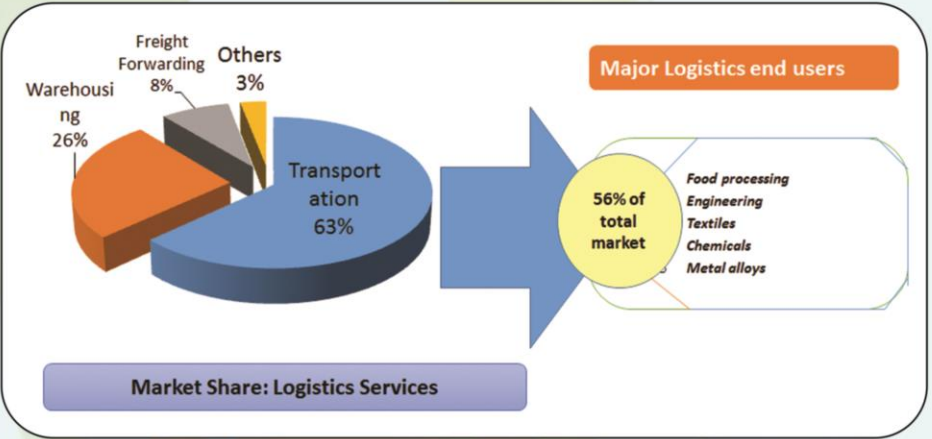 Freight
Forwarding
8%
Others
3%
Warehousi
ng
26%
Transport
ation
63%
Major Logistics end users
56% of
total
market
Food processing
Engineering
Textiles
Chemicals
Metal alloys
Market Share: Logistics Services